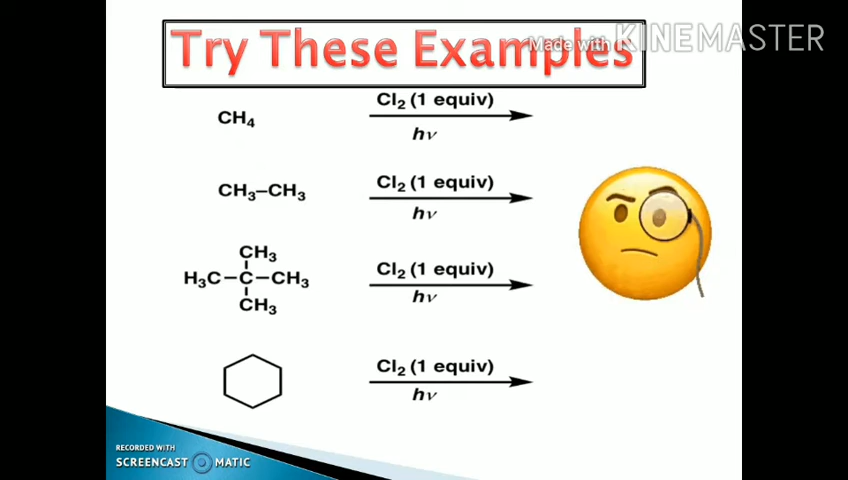 Try These Examples
Made with KINEMASTER
Cl₂ (1 equiv)
CH₄
hν
Cl₂ (1 equiv)
CH₃–CH₃
hν
CH₃
Cl₂ (1 equiv)
H₃C–C–CH₃
hν
CH₃
Cl₂ (1 equiv)
hν
RECORDED WITH
SCREENCAST MATIC